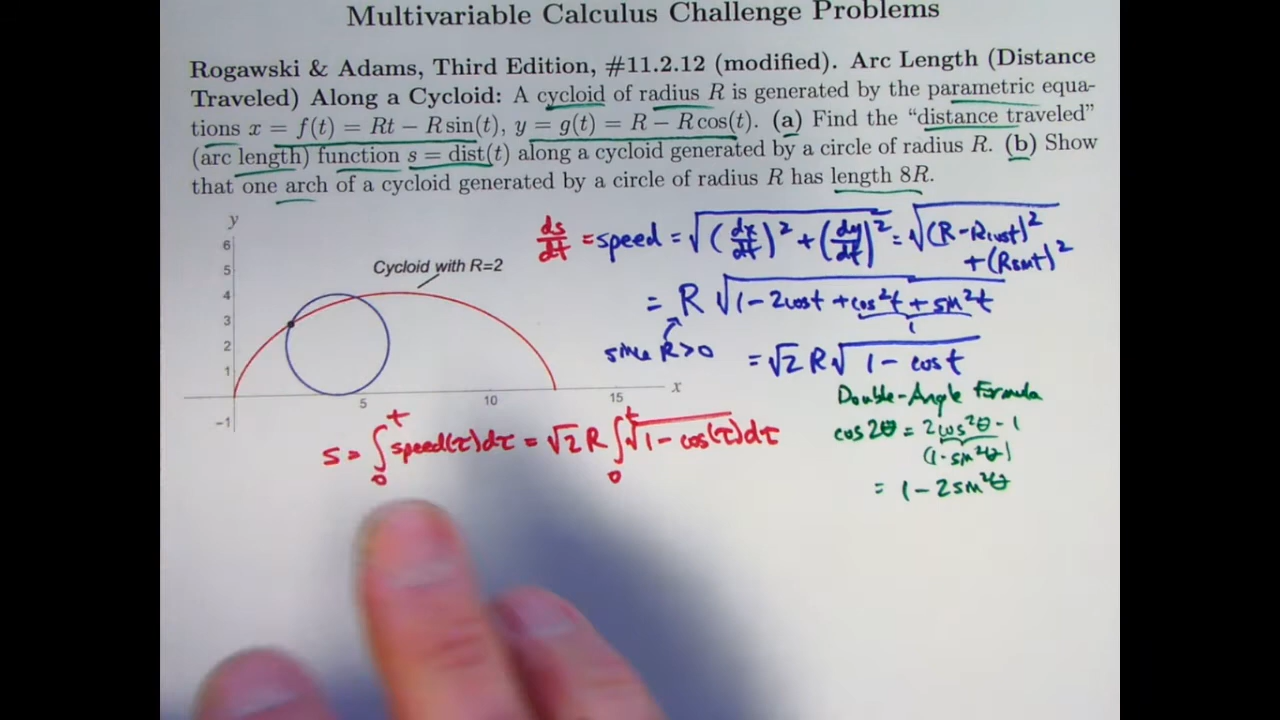 Multivariable Calculus Challenge Problems
Rogawski & Adams, Third Edition, #11.2.12 (modified). Arc Length (Distance
Traveled) Along a Cycloid: A cycloid of radius R is generated by the parametric equa-
tions x = f(t) = Rt − R sin(t), y = g(t) = R − R cos(t). (a) Find the “distance traveled”
(arc length) function s = dist(t) along a cycloid generated by a circle of radius R. (b) Show
that one arch of a cycloid generated by a circle of radius R has length 8R.
y
6
5
4
3
2
1
−1
5
10
15
x
Cycloid with R=2
ds/dt = speed = √((dx/dt)² + (dy/dt)²) = √((R − Rcost)²
+ (Rsint)²
= R √(1 − 2cost + cos²t + sin²t
1
since R>0
= √2 R √(1 − cost
Double-Angle Formula
cos2θ = 2cos²θ − 1
(1 − sin²θ)
= 1 − 2sin²θ
s = ∫₀ᵗ speed(τ)dτ = √2 R ∫₀ᵗ √(1 − cos(τ)) dτ